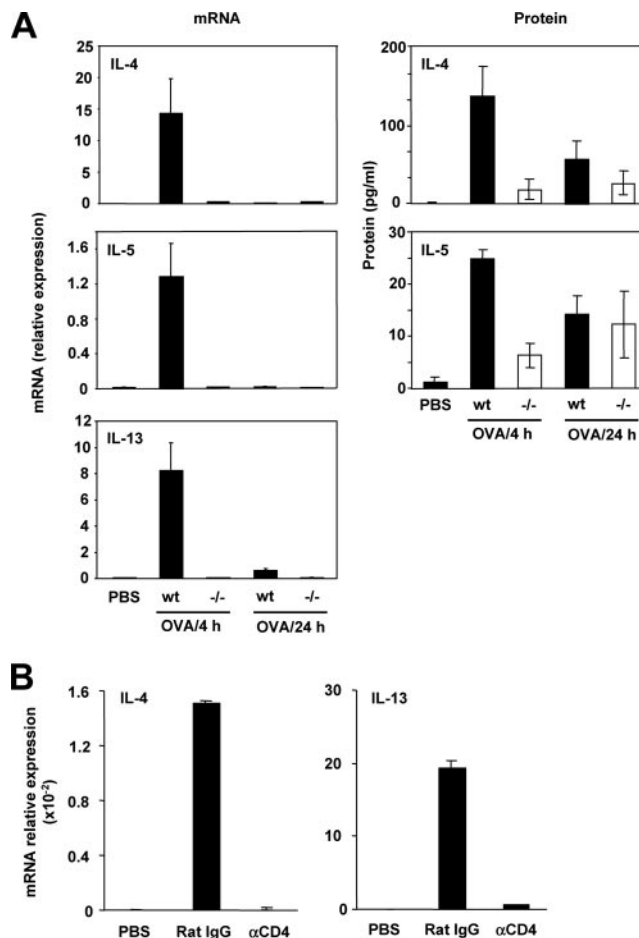 A
mRNA
Protein
mRNA (relative expression)
IL-4
25
20
15
10
5
0
IL-5
1.6
1.2
0.8
0.4
0
IL-13
12
10
8
6
4
2
0
PBS wt -/- wt -/-
OVA/4 h OVA/24 h
Protein (pg/ml)
IL-4
200
100
0
IL-5
30
20
10
0
PBS wt -/- wt -/-
OVA/4 h OVA/24 h
B
mRNA relative expression
(x10-2)
IL-4
1.6
1.2
0.8
0.4
0
PBS Rat IgG αCD4
IL-13
30
20
10
0
PBS Rat IgG αCD4